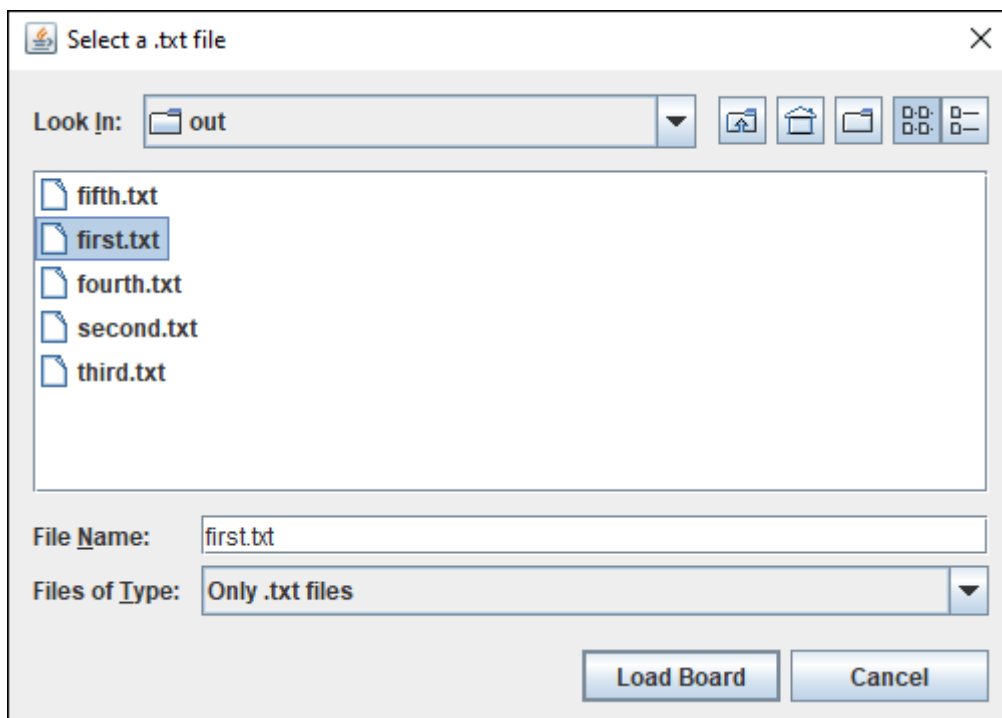 Select a .txt file
Look In: out
fifth.txt
first.txt
fourth.txt
second.txt
third.txt
File Name: first.txt
Files of Type: Only .txt files
Load Board Cancel